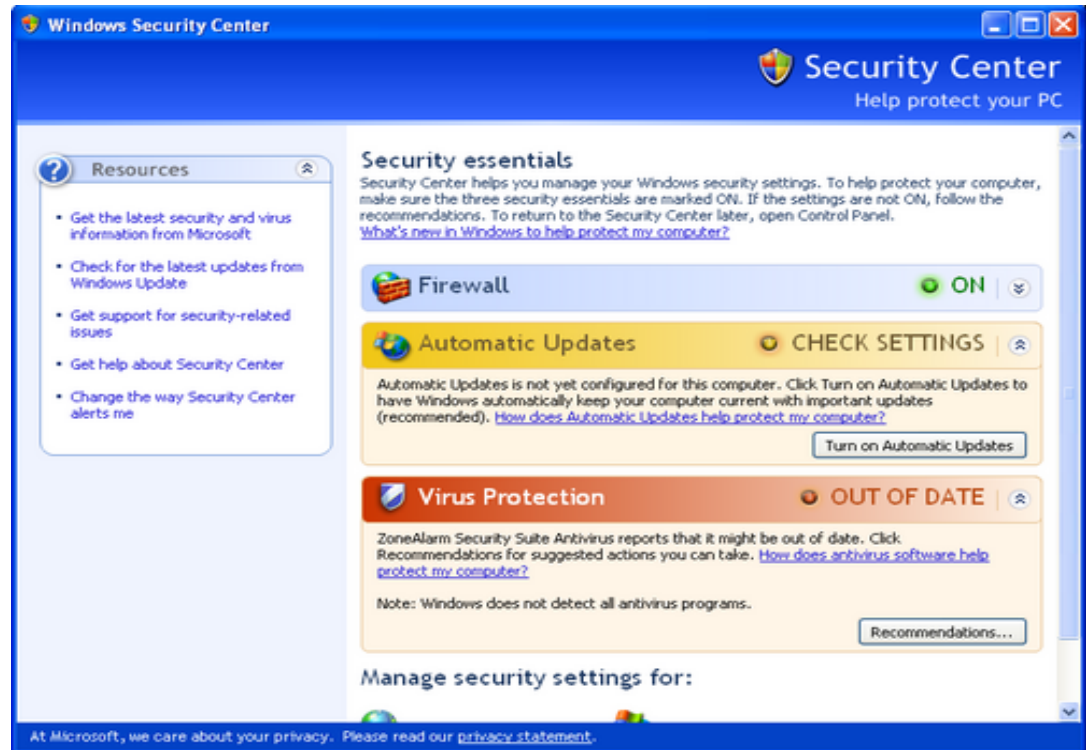 Windows Security Center
Security Center
Help protect your PC
Resources
Get the latest security and virus
information from Microsoft
Check for the latest updates from
Windows Update
Get support for security-related
issues
Get help about Security Center
Change the way Security Center
alerts me
Security essentials
Security Center helps you manage your Windows security settings. To help protect your computer,
make sure the three security essentials are marked ON. If the settings are not ON, follow the
recommendations. To return to the Security Center later, open Control Panel.
What's new in Windows to help protect my computer?
Firewall ON
Automatic Updates CHECK SETTINGS
Automatic Updates is not yet configured for this computer. Click Turn on Automatic Updates to
have Windows automatically keep your computer current with important updates
(recommended). How does Automatic Updates help protect my computer?
Turn on Automatic Updates
Virus Protection OUT OF DATE
ZoneAlarm Security Suite Antivirus reports that it might be out of date. Click
Recommendations for suggested actions you can take. How does antivirus software help
protect my computer?
Note: Windows does not detect all antivirus programs.
Recommendations...
Manage security settings for:
At Microsoft, we care about your privacy. Please read our privacy statement.